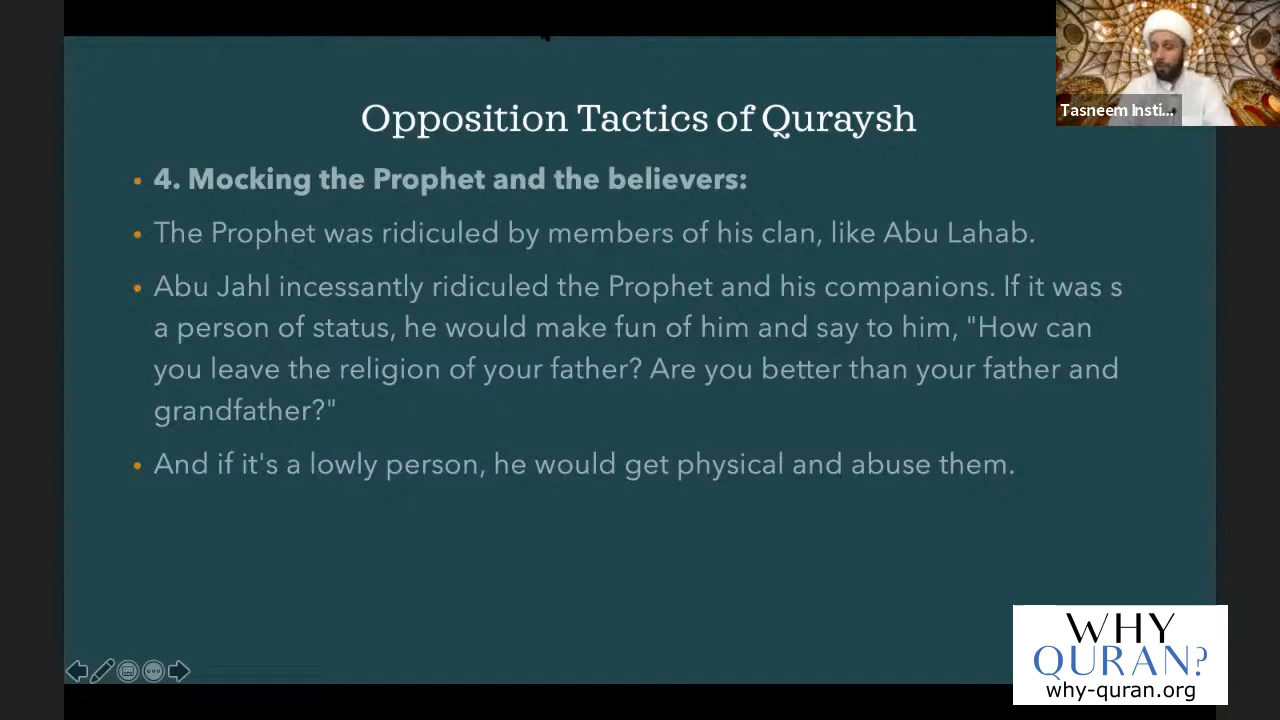 Tasneem Insti...
Opposition Tactics of Quraysh
4. Mocking the Prophet and the believers:
The Prophet was ridiculed by members of his clan, like Abu Lahab.
Abu Jahl incessantly ridiculed the Prophet and his companions. If it was s
a person of status, he would make fun of him and say to him, "How can
you leave the religion of your father? Are you better than your father and
grandfather?"
And if it's a lowly person, he would get physical and abuse them.
WHY
QURAN?
why-quran.org